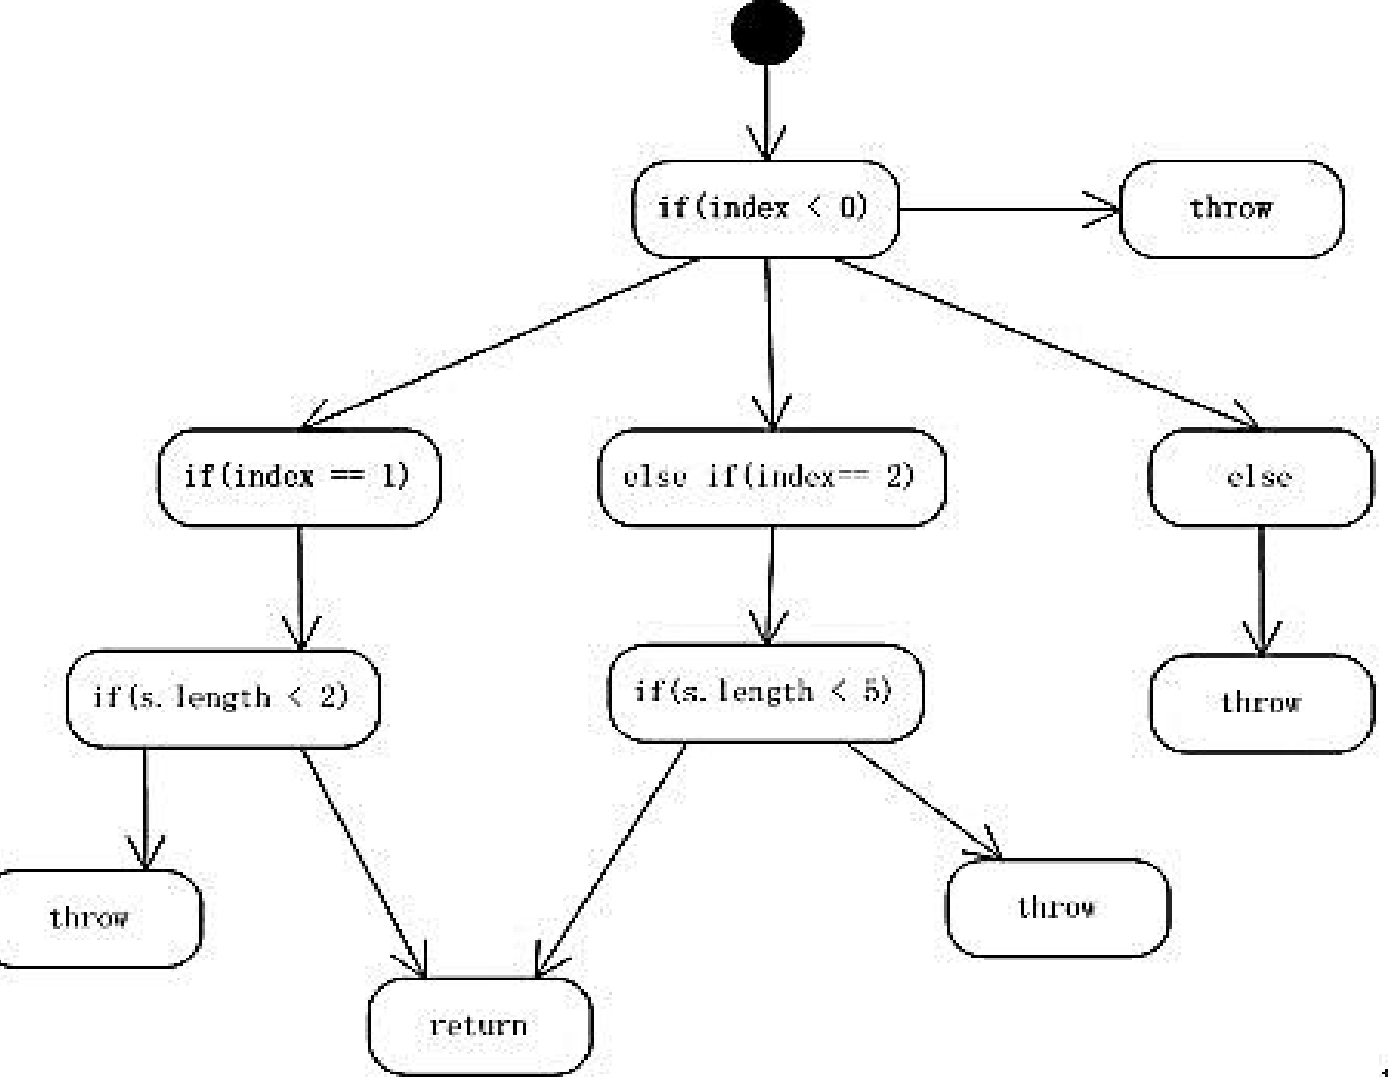 if(index < 0)
throw
if(index == 1)
else if(index== 2)
else
if(s.length < 2)
if(s.length < 5)
throw
throw
throw
return